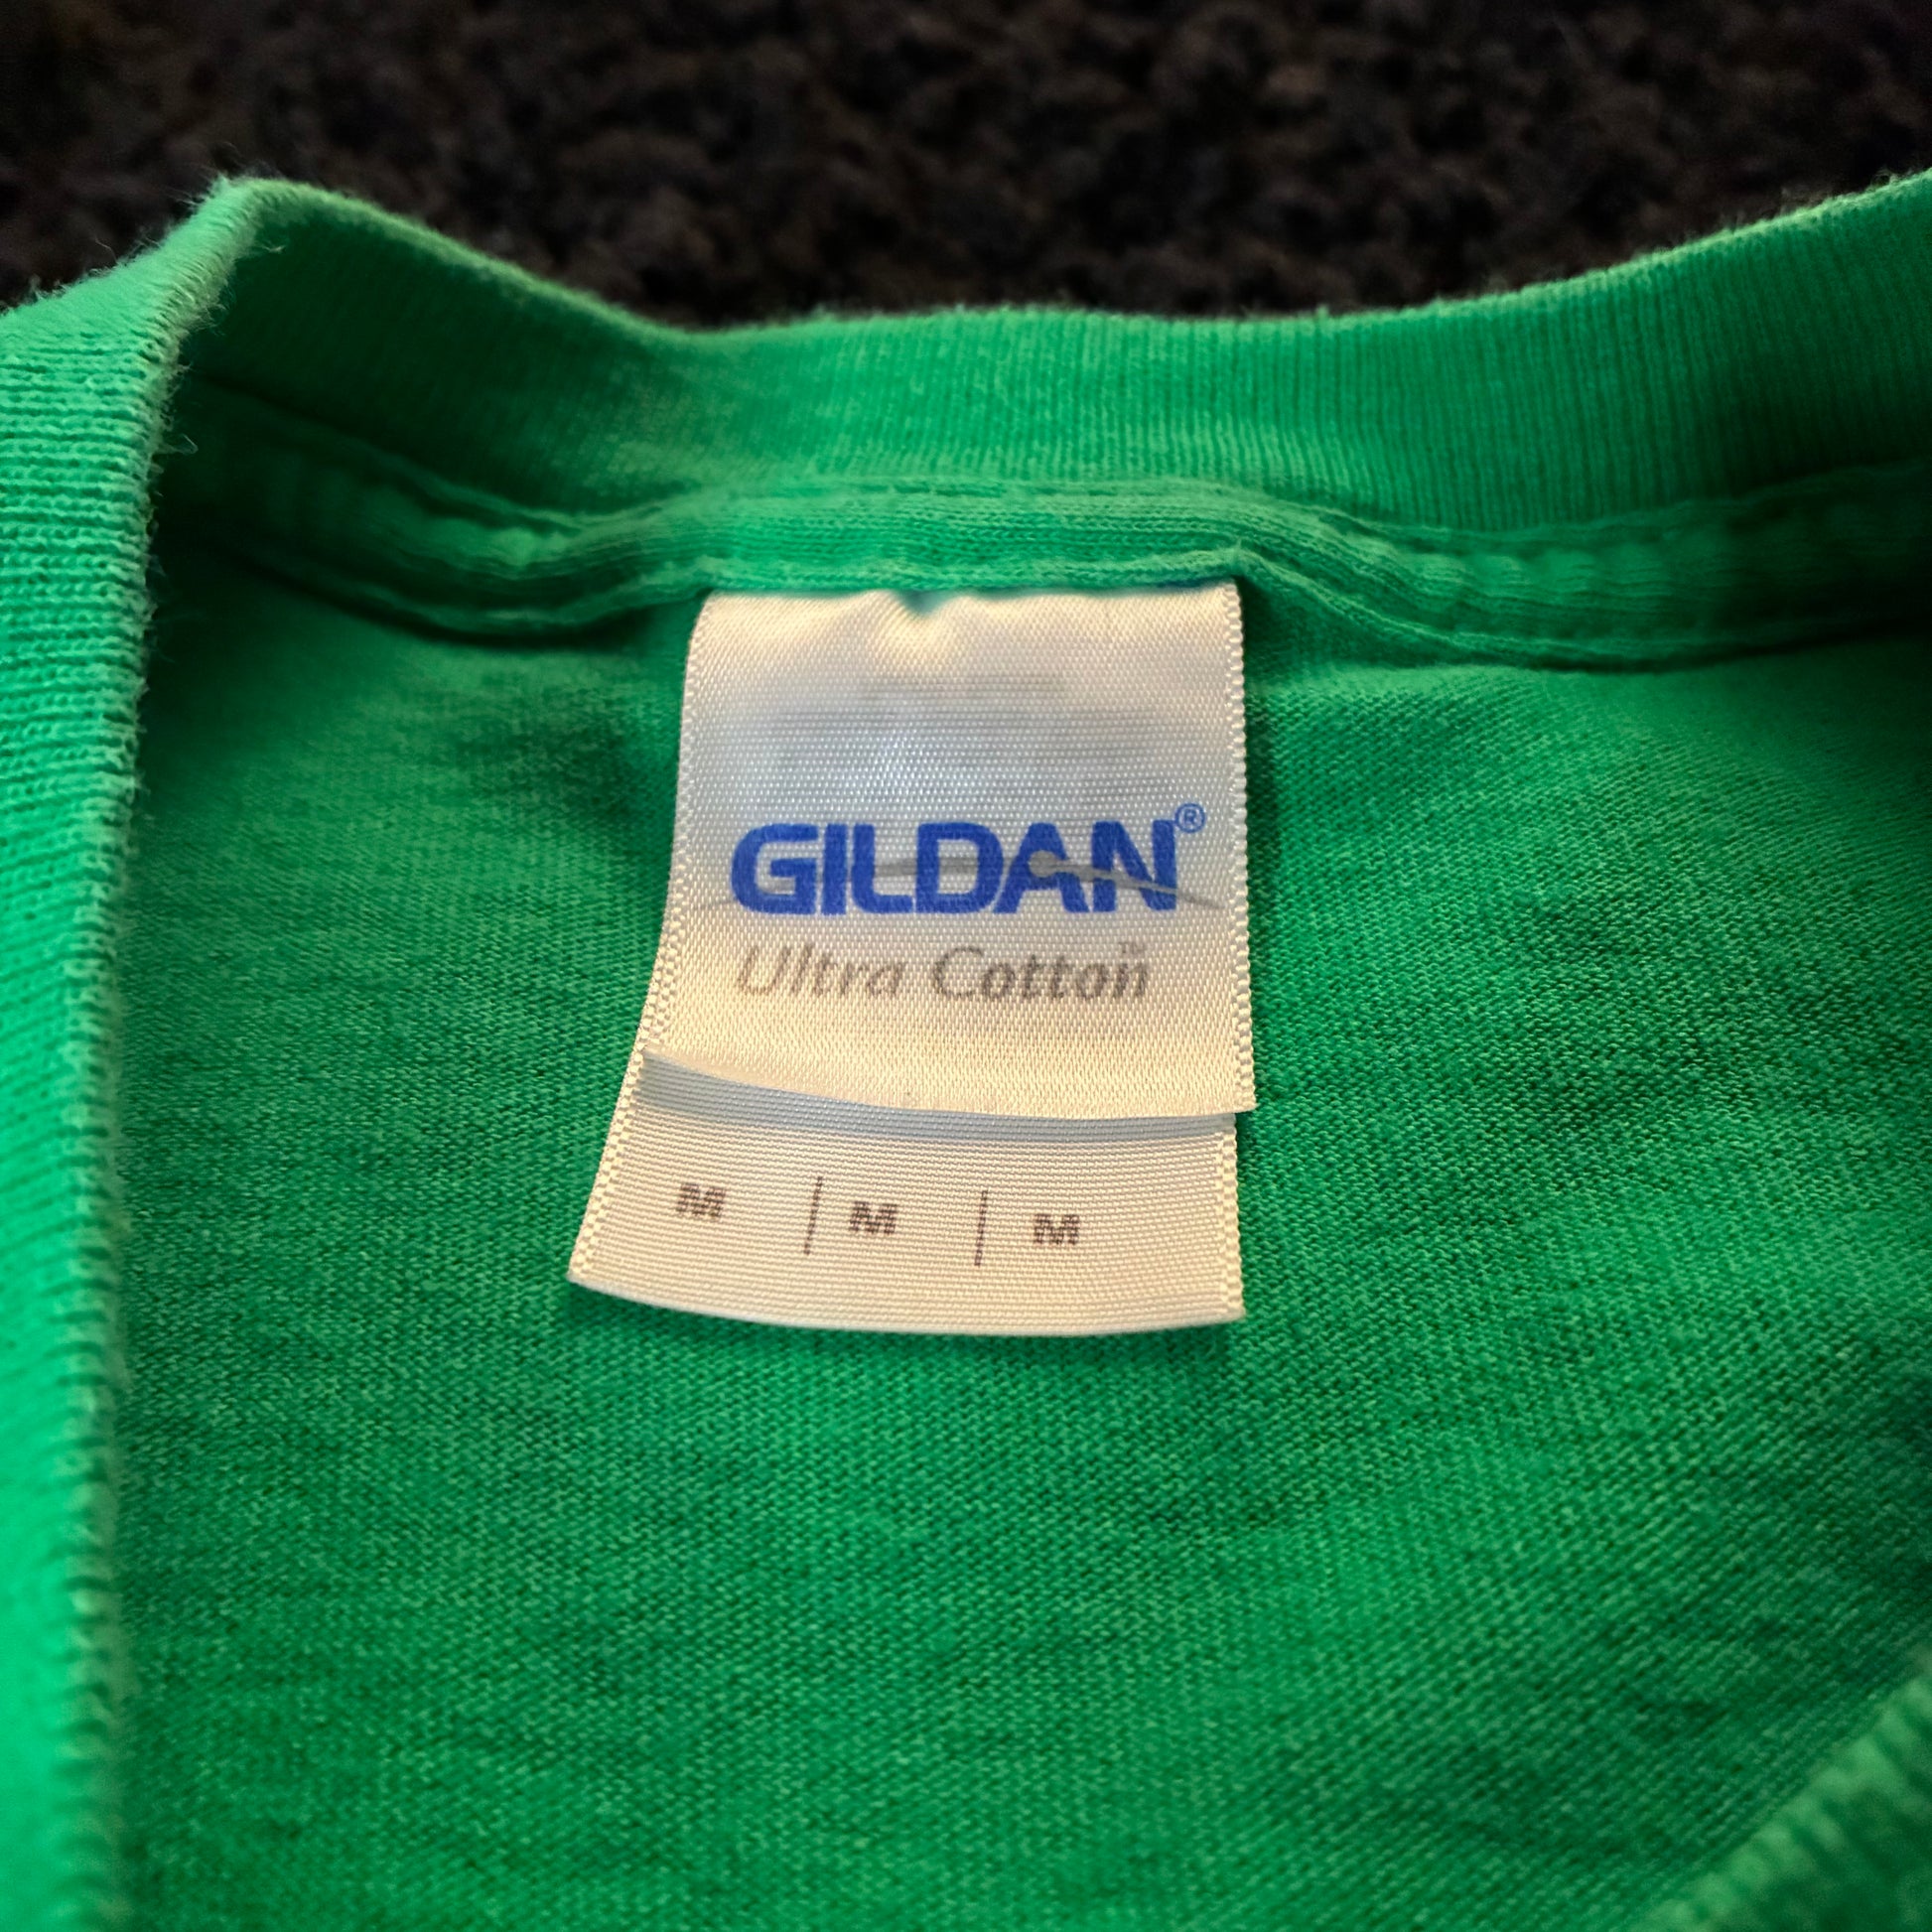 GILDAN®
Ultra Cotton™
M | M | M